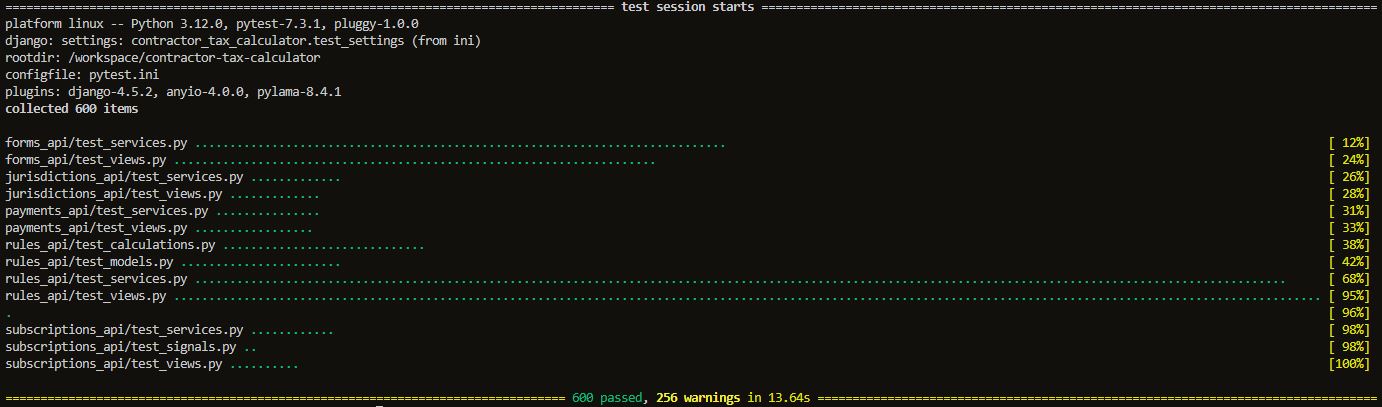 ======================================================================================= test session starts ========================================================================================
platform linux -- Python 3.12.0, pytest-7.3.1, pluggy-1.0.0
django: settings: contractor_tax_calculator.test_settings (from ini)
rootdir: /workspace/contractor-tax-calculator
configfile: pytest.ini
plugins: django-4.5.2, anyio-4.0.0, pylama-8.4.1
collected 600 items
forms_api/test_services.py ............................................................................ [ 12%]
forms_api/test_views.py ..................................................................... [ 24%]
jurisdictions_api/test_services.py ............. [ 26%]
jurisdictions_api/test_views.py ............. [ 28%]
payments_api/test_services.py ............... [ 31%]
payments_api/test_views.py ................. [ 33%]
rules_api/test_calculations.py ............................. [ 38%]
rules_api/test_models.py ....................... [ 42%]
rules_api/test_services.py ............................................................................................................................................................ [ 68%]
rules_api/test_views.py .................................................................................................................................................................... [ 95%]
. [ 96%]
subscriptions_api/test_services.py ............ [ 98%]
subscriptions_api/test_signals.py .. [ 98%]
subscriptions_api/test_views.py .......... [100%]
================================================================================ 600 passed, 256 warnings in 13.64s ================================================================================